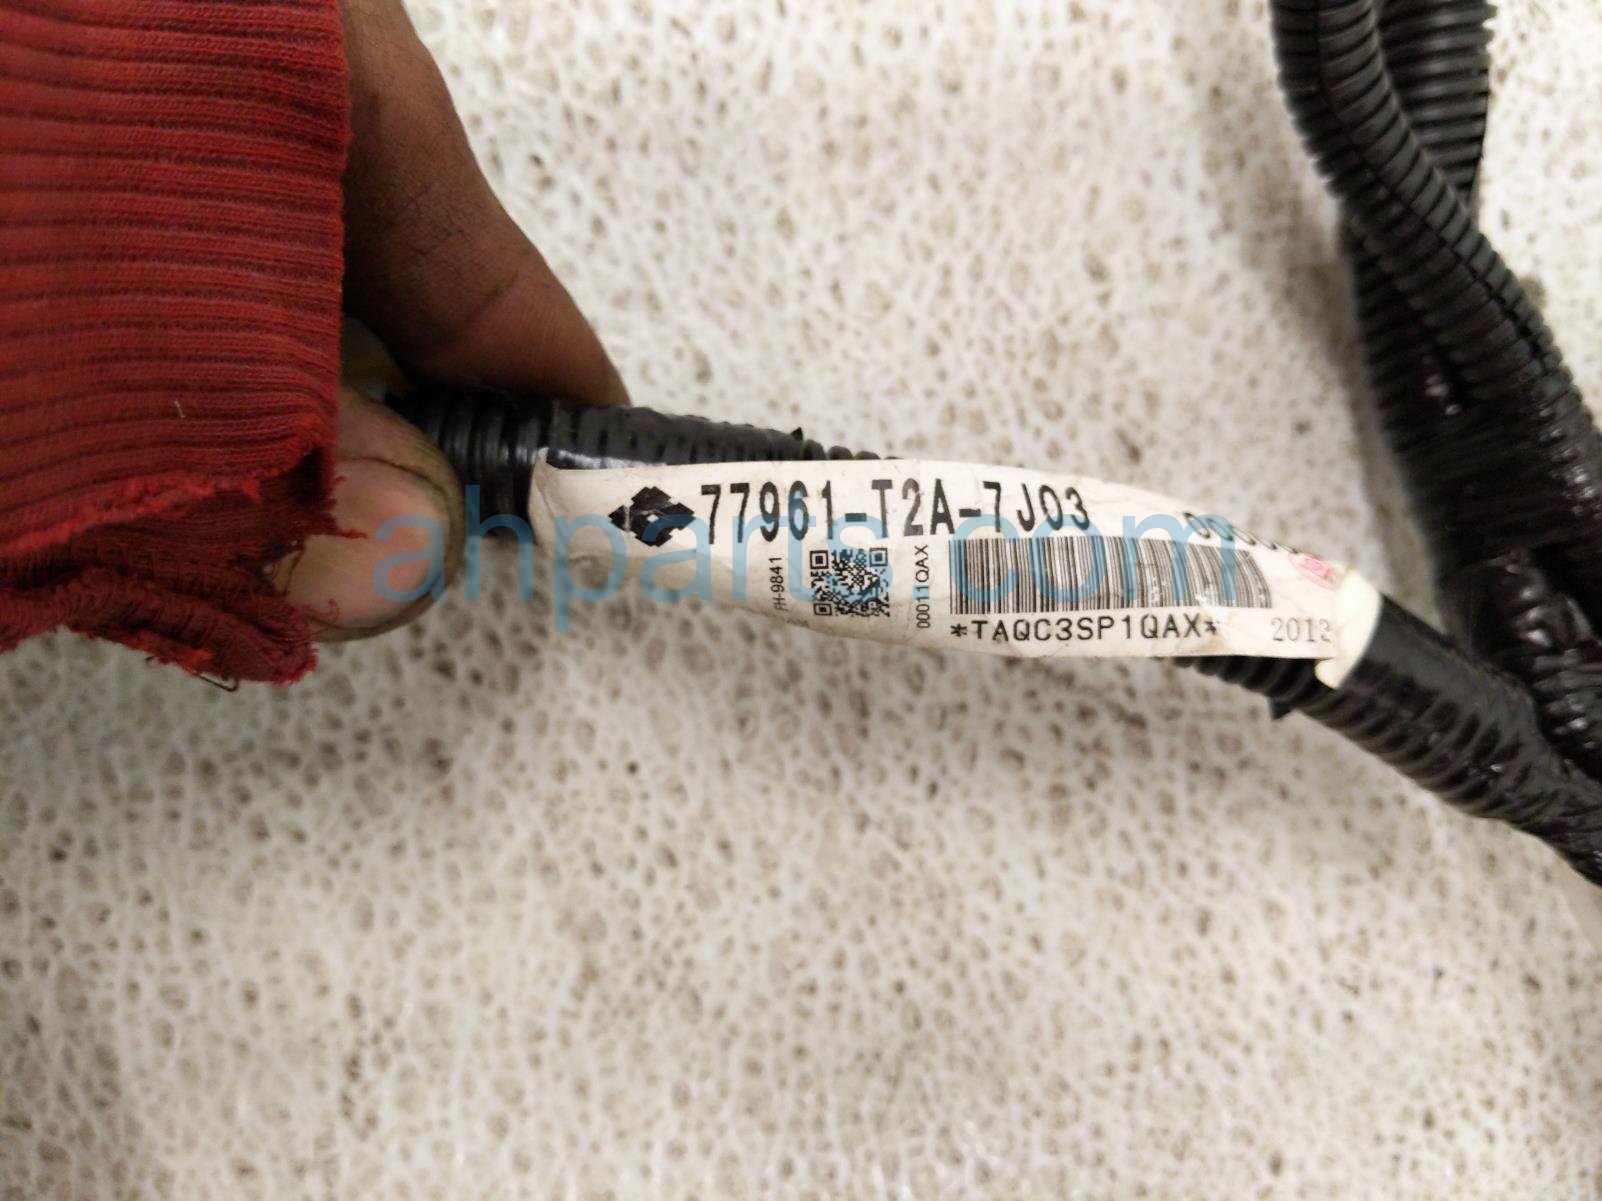 77961-T2A-7J03
FH-9841
00011QAX
*TAQC3SP1QAX*
2013
ahparts.com